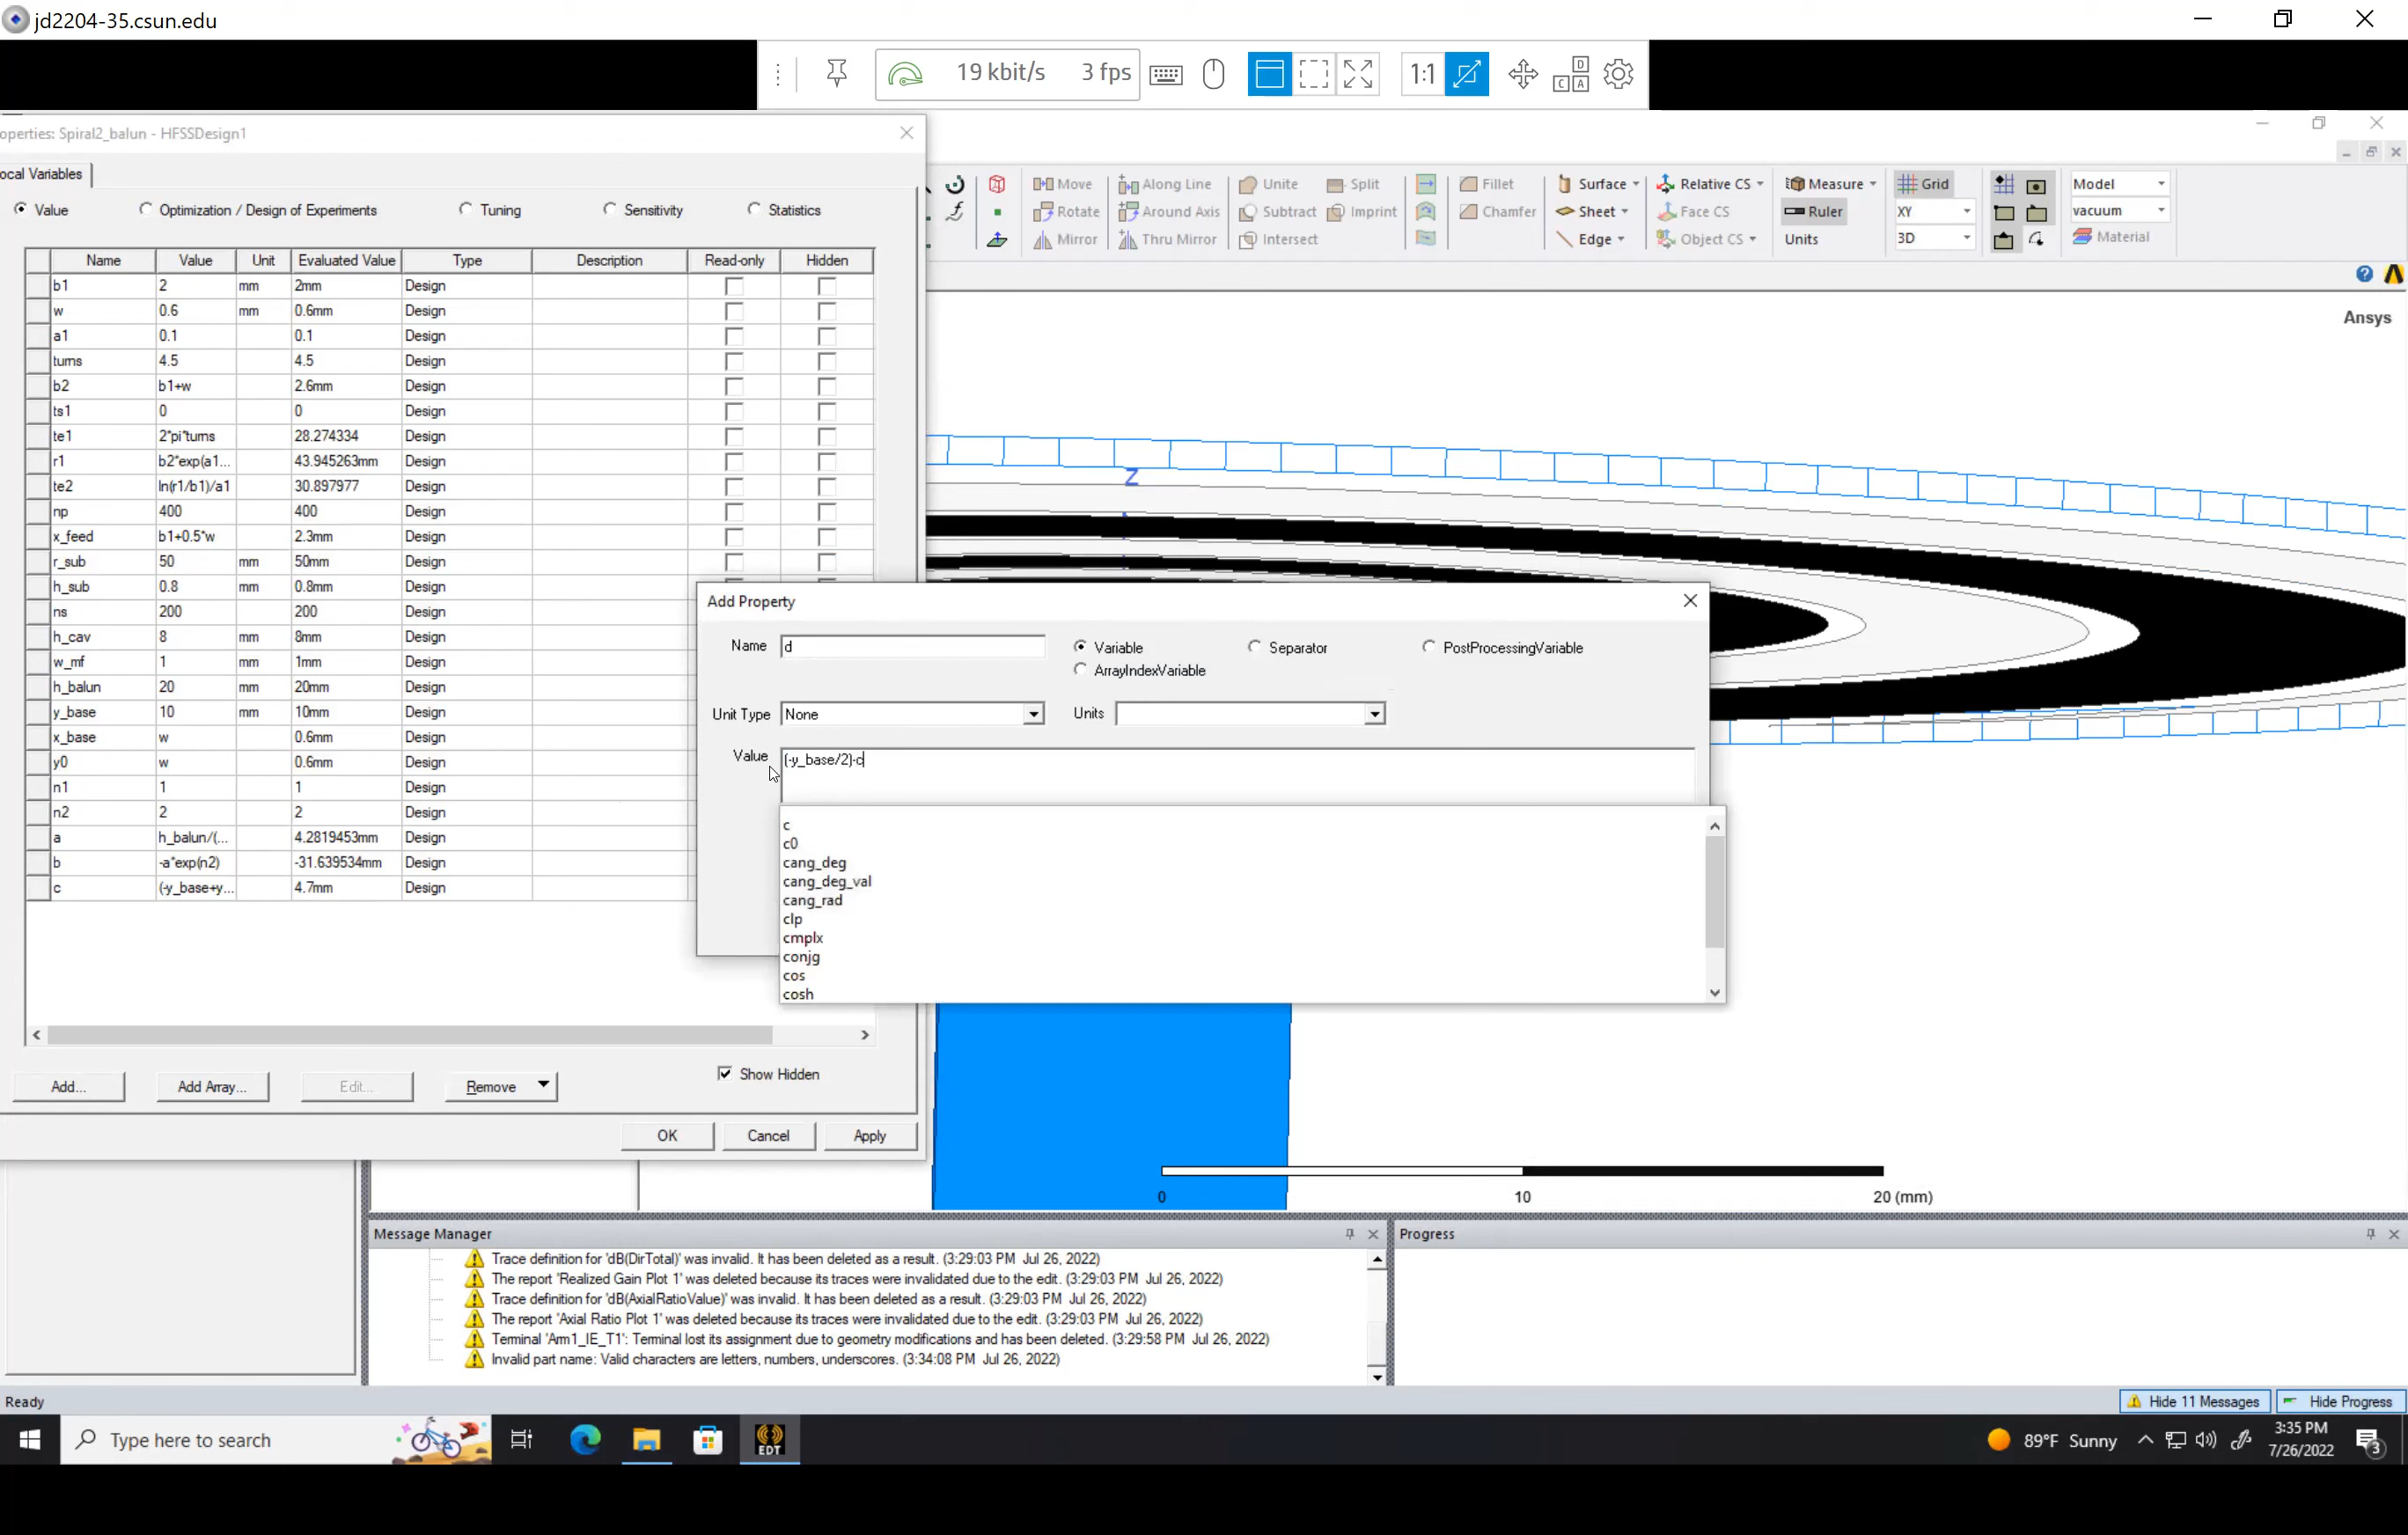 jd2204-35.csun.edu
19 kbit/s 3 fps 1:1 D C A
operties: Spiral2_balun - HFSSDesign1
ocal Variables
Value Optimization / Design of Experiments Tuning Sensitivity Statistics
Name Value Unit Evaluated Value Type Description Read-only Hidden
b1 2 mm 2mm Design
w 0.6 mm 0.6mm Design
a1 0.1 0.1 Design
turns 4.5 4.5 Design
b2 b1+w 2.6mm Design
ts1 0 0 Design
te1 2*pi*turns 28.274334 Design
r1 b2*exp(a1... 43.945263mm Design
te2 ln(r1/b1)/a1 30.897977 Design
np 400 400 Design
x_feed b1+0.5*w 2.3mm Design
r_sub 50 mm 50mm Design
h_sub 0.8 mm 0.8mm Design
ns 200 200 Design
h_cav 8 mm 8mm Design
w_mf 1 mm 1mm Design
h_balun 20 mm 20mm Design
y_base 10 mm 10mm Design
x_base w 0.6mm Design
y0 w 0.6mm Design
n1 1 1 Design
n2 2 2 Design
a h_balun/(... 4.2819453mm Design
b -a*exp(n2) -31.639534mm Design
c (-y_base+y... 4.7mm Design
Show Hidden
Add... Add Array... Edit... Remove
OK Cancel Apply
Move Along Line Unite Split Fillet Surface Relative CS Measure Grid Model
Rotate Around Axis Subtract Imprint Chamfer Sheet Face CS Ruler XY vacuum
Mirror Thru Mirror Intersect Edge Object CS Units 3D Material
Ansys
Z
Add Property
Name d Variable Separator PostProcessingVariable
ArrayIndexVariable
Unit Type None Units
Value (-y_base/2)-c
c
c0
cang_deg
cang_deg_val
cang_rad
clp
cmplx
conjg
cos
cosh
0 10 20 (mm)
Message Manager
Trace definition for 'dB(DirTotal)' was invalid. It has been deleted as a result. (3:29:03 PM Jul 26, 2022)
The report 'Realized Gain Plot 1' was deleted because its traces were invalidated due to the edit. (3:29:03 PM Jul 26, 2022)
Trace definition for 'dB(AxialRatioValue)' was invalid. It has been deleted as a result. (3:29:03 PM Jul 26, 2022)
The report 'Axial Ratio Plot 1' was deleted because its traces were invalidated due to the edit. (3:29:03 PM Jul 26, 2022)
Terminal 'Arm1_IE_T1': Terminal lost its assignment due to geometry modifications and has been deleted. (3:29:58 PM Jul 26, 2022)
Invalid part name: Valid characters are letters, numbers, underscores. (3:34:08 PM Jul 26, 2022)
Progress
Ready Hide 11 Messages Hide Progress
Type here to search EDT 89°F Sunny 3:35 PM
7/26/2022 3